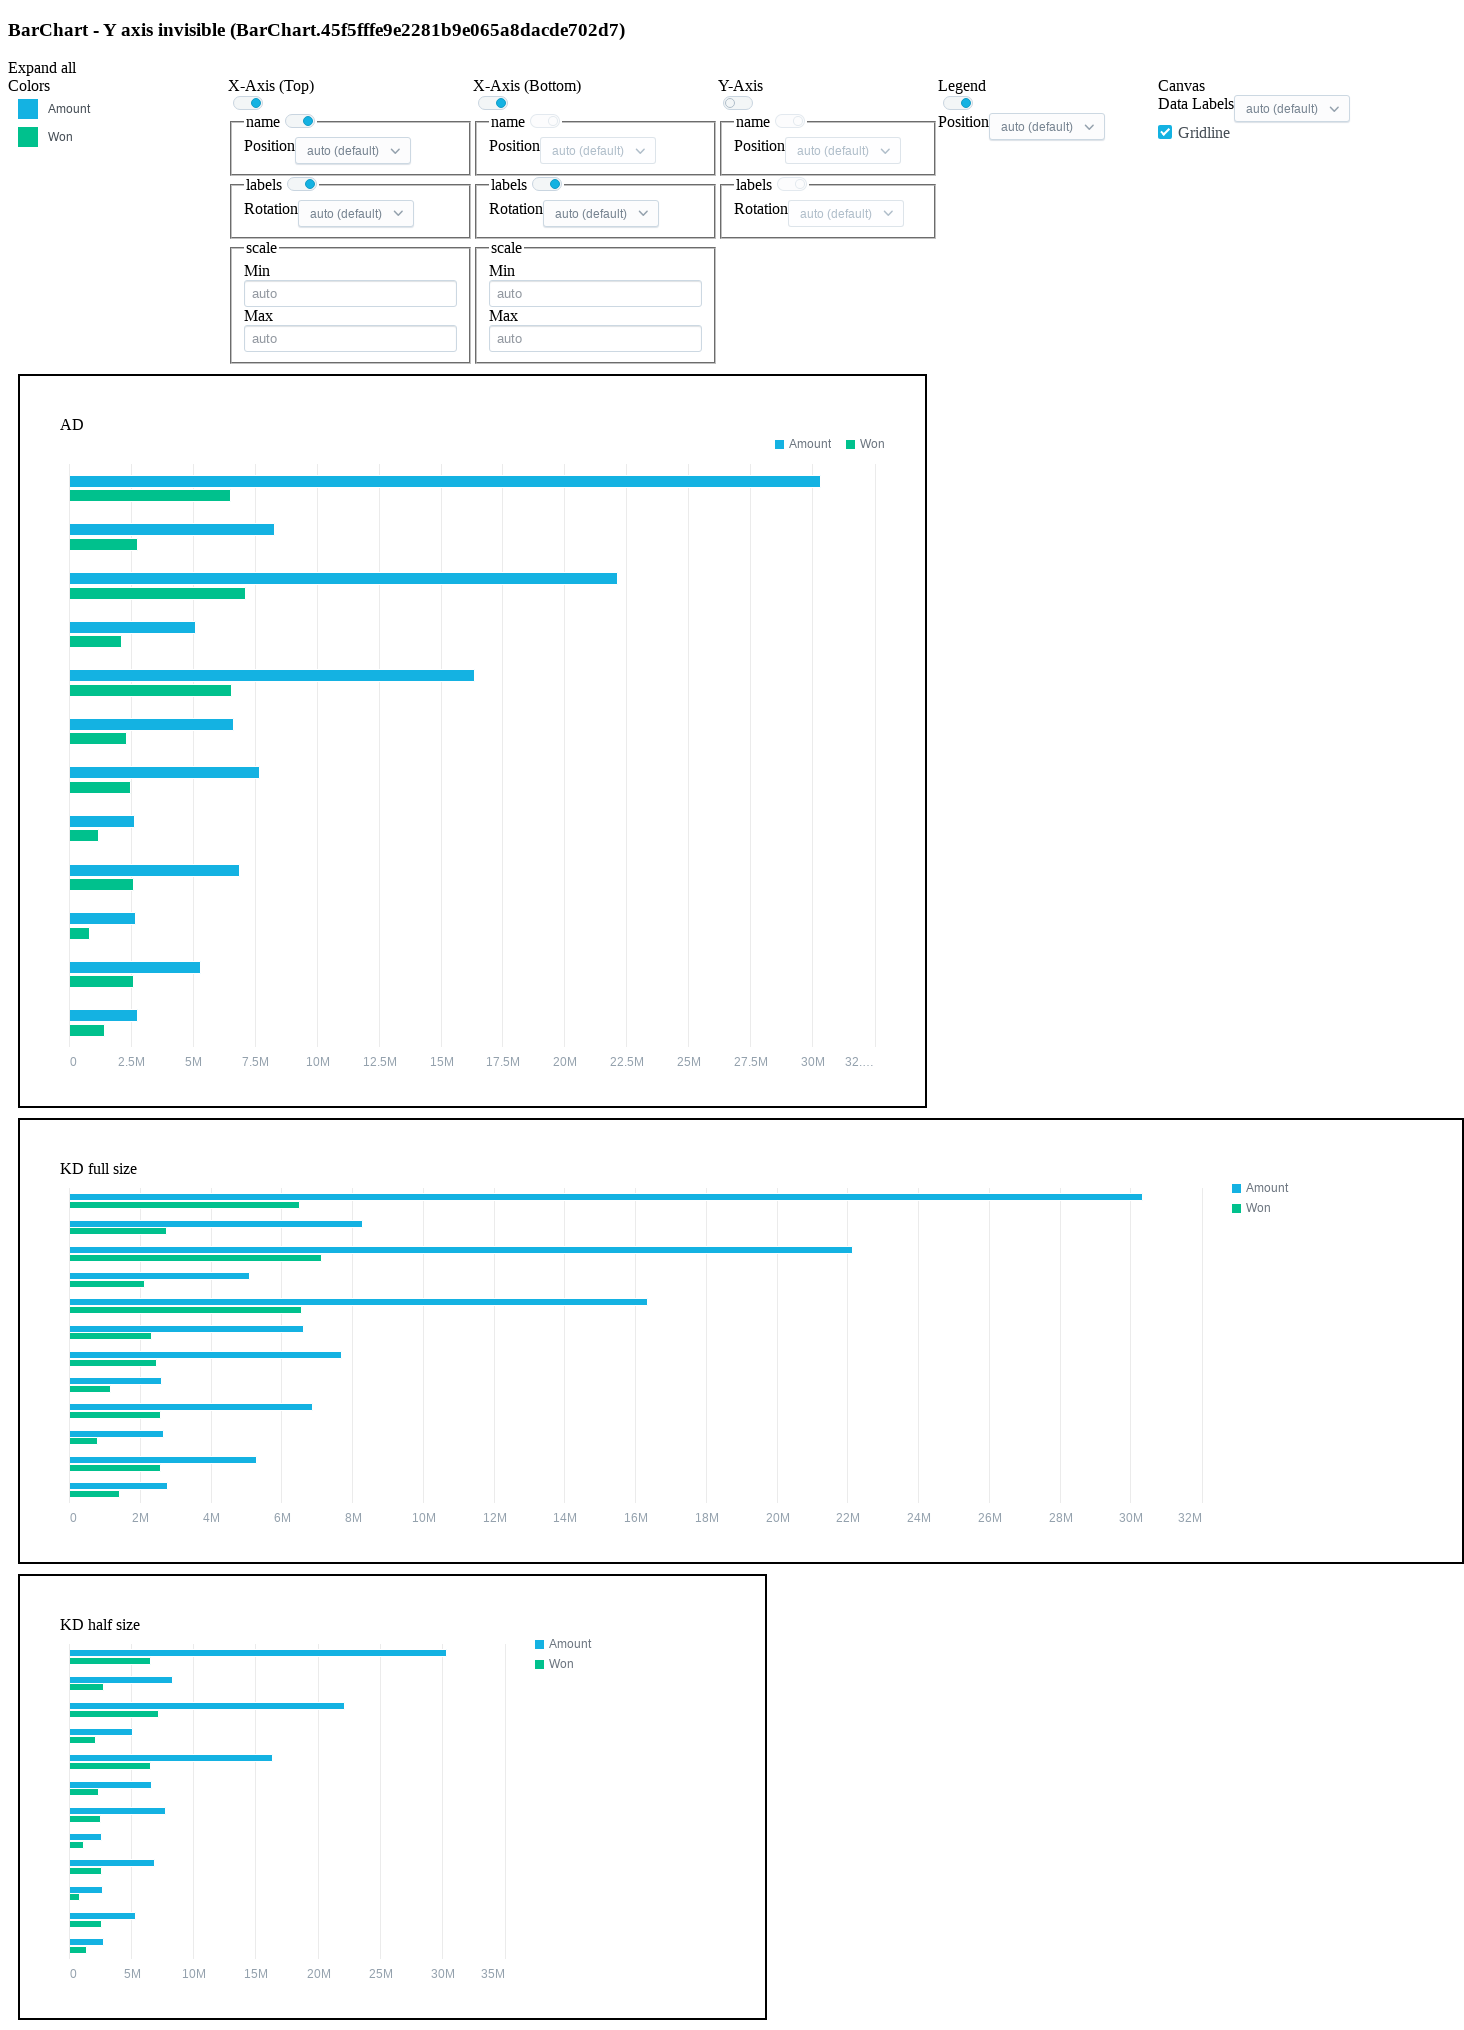 BarChart - Y axis invisible (BarChart.45f5fffe9e2281b9e065a8dacde702d7)
Expand all
Colors
Amount
Won
X-Axis (Top)
name
Position auto (default)
labels
Rotation auto (default)
scale
Min
auto
Max
auto
X-Axis (Bottom)
name
Position auto (default)
labels
Rotation auto (default)
scale
Min
auto
Max
auto
Y-Axis
name
Position auto (default)
labels
Rotation auto (default)
Legend
Position auto (default)
Canvas
Data Labels auto (default)
Gridline
AD
Amount Won
0 2.5M 5M 7.5M 10M 12.5M 15M 17.5M 20M 22.5M 25M 27.5M 30M 32....
KD full size
Amount
Won
0 2M 4M 6M 8M 10M 12M 14M 16M 18M 20M 22M 24M 26M 28M 30M 32M
KD half size
Amount
Won
0 5M 10M 15M 20M 25M 30M 35M